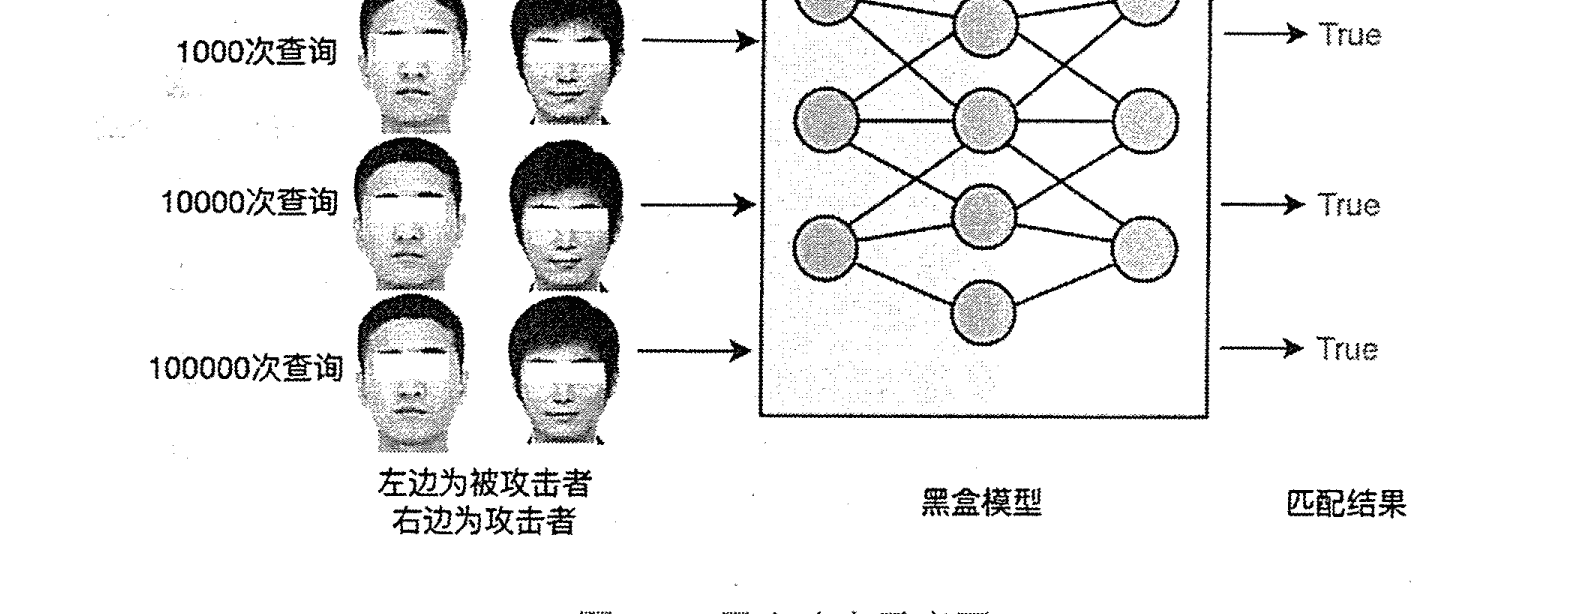 1000次查询
True
10000次查询
True
100000次查询
True
左边为被攻击者
右边为攻击者
黑盒模型
匹配结果